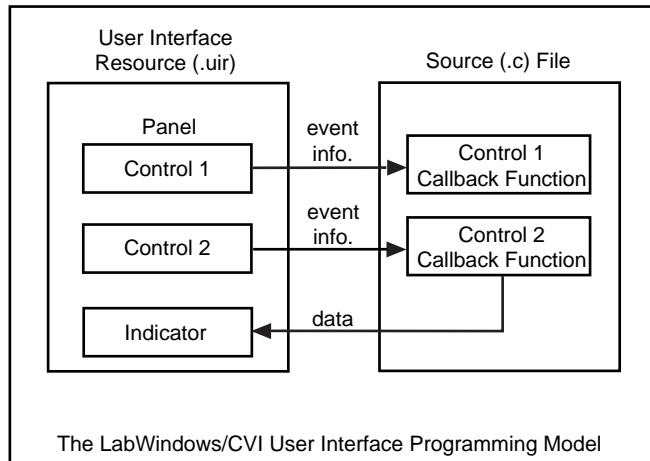 User Interface
Resource (.uir)
Source (.c) File
Panel
Control 1
event
info.
Control 1
Callback Function
Control 2
event
info.
Control 2
Callback Function
Indicator
data
The LabWindows/CVI User Interface Programming Model